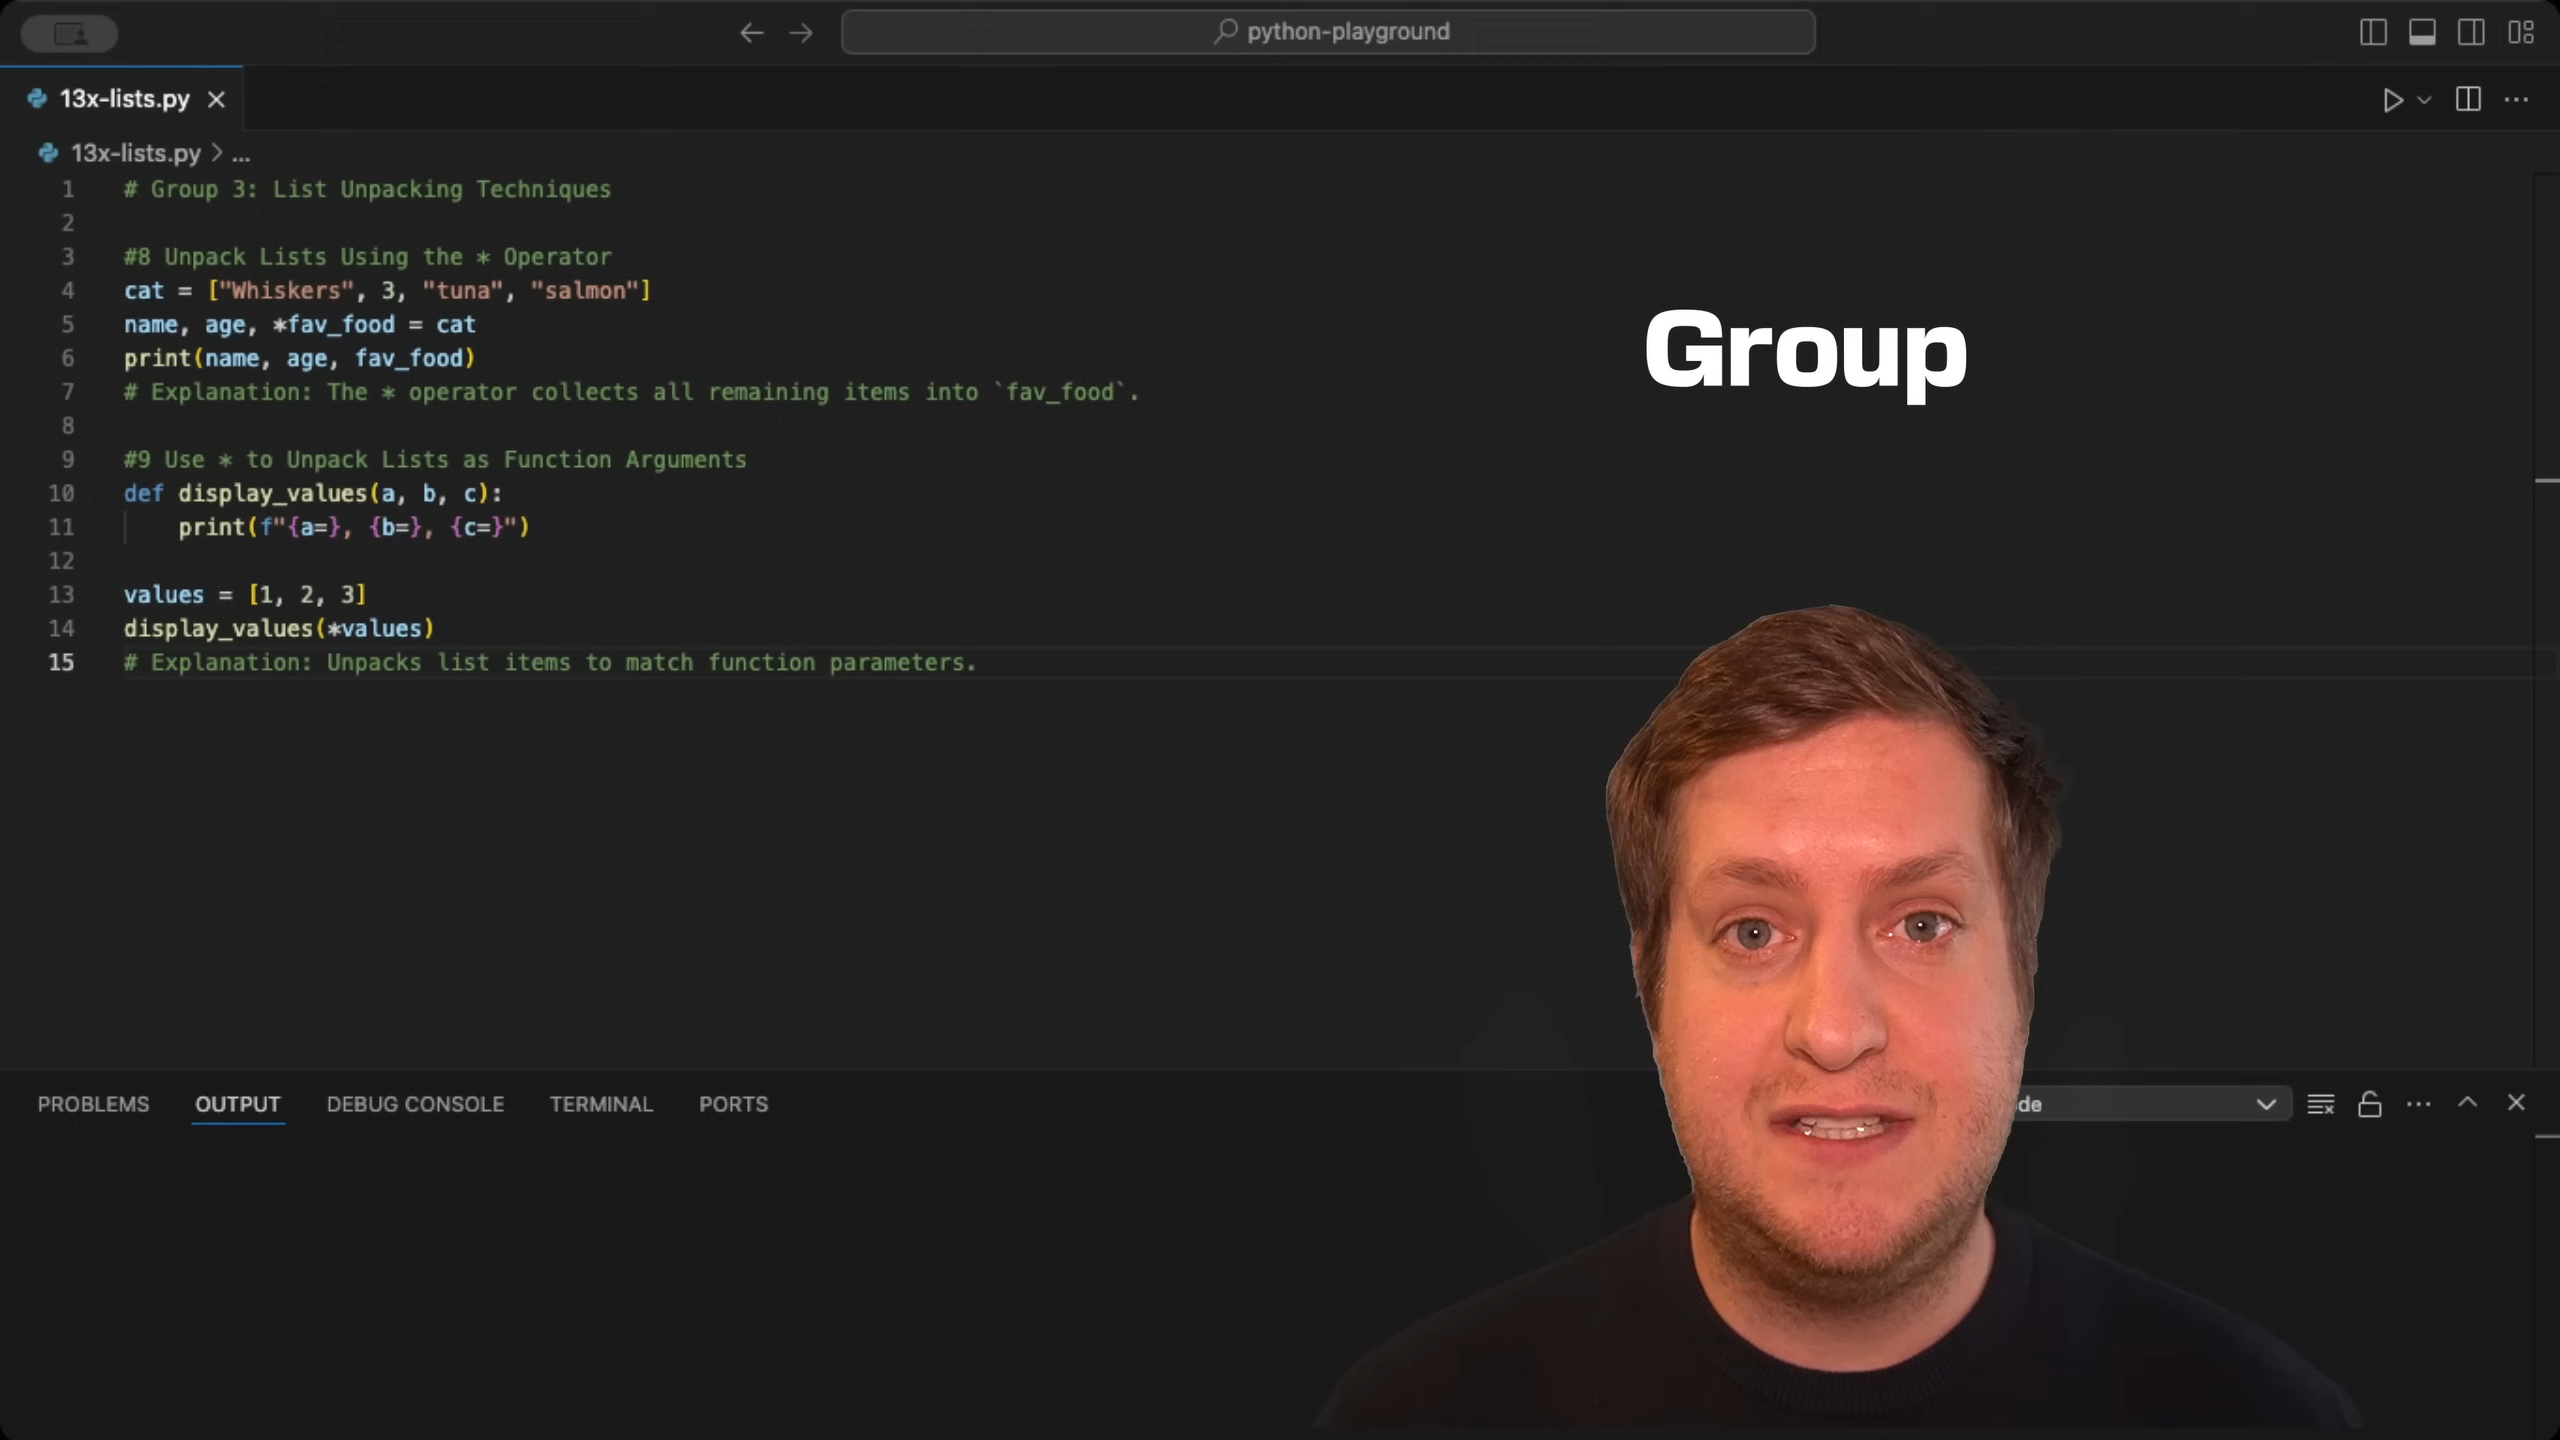 python-playground
13x-lists.py
13x-lists.py > ...
1 # Group 3: List Unpacking Techniques
2
3 #8 Unpack Lists Using the * Operator
4 cat = ["Whiskers", 3, "tuna", "salmon"]
5 name, age, *fav_food = cat
6 print(name, age, fav_food)
7 # Explanation: The * operator collects all remaining items into `fav_food`.
8
9 #9 Use * to Unpack Lists as Function Arguments
10 def display_values(a, b, c):
11     print(f"{a=}, {b=}, {c=}")
12
13 values = [1, 2, 3]
14 display_values(*values)
15 # Explanation: Unpacks list items to match function parameters.
Group
PROBLEMS OUTPUT DEBUG CONSOLE TERMINAL PORTS de